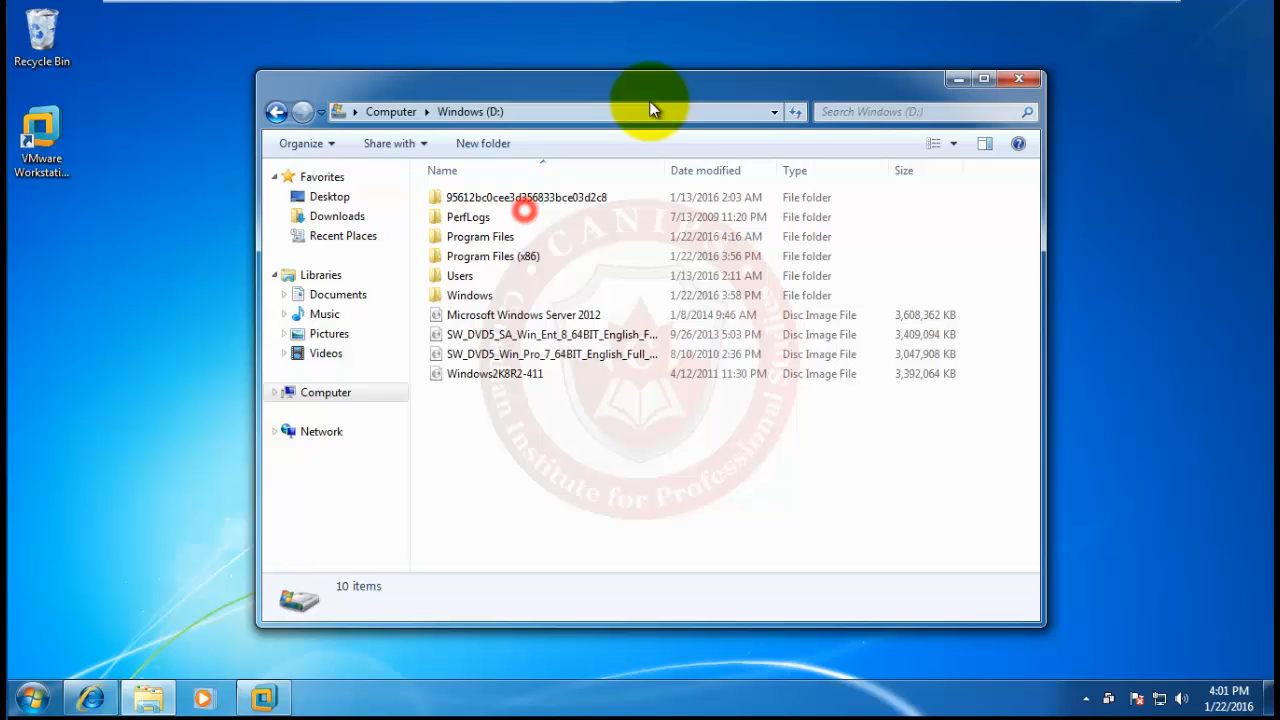 Recycle Bin
VMware
Workstati...
Computer
Windows (D:)
Search Windows (D:)
Organize
Share with
New folder
Name
Date modified
Type
Size
Favorites
Desktop
Downloads
Recent Places
Libraries
Documents
Music
Pictures
Videos
Computer
Network
95612bc0cee3d356833bce03d2c8 1/13/2016 2:03 AM File folder
PerfLogs 7/13/2009 11:20 PM File folder
Program Files 1/22/2016 4:16 AM File folder
Program Files (x86) 1/22/2016 3:56 PM File folder
Users 1/13/2016 2:11 AM File folder
Windows 1/22/2016 3:58 PM File folder
Microsoft Windows Server 2012 1/8/2014 9:46 AM Disc Image File 3,608,362 KB
SW_DVD5_SA_Win_Ent_8_64BIT_English_F... 9/26/2013 5:03 PM Disc Image File 3,409,094 KB
SW_DVD5_Win_Pro_7_64BIT_English_Full_... 8/10/2010 2:36 PM Disc Image File 3,047,908 KB
Windows2K8R2-411 4/12/2011 11:30 PM Disc Image File 3,392,064 KB
10 items
4:01 PM
1/22/2016